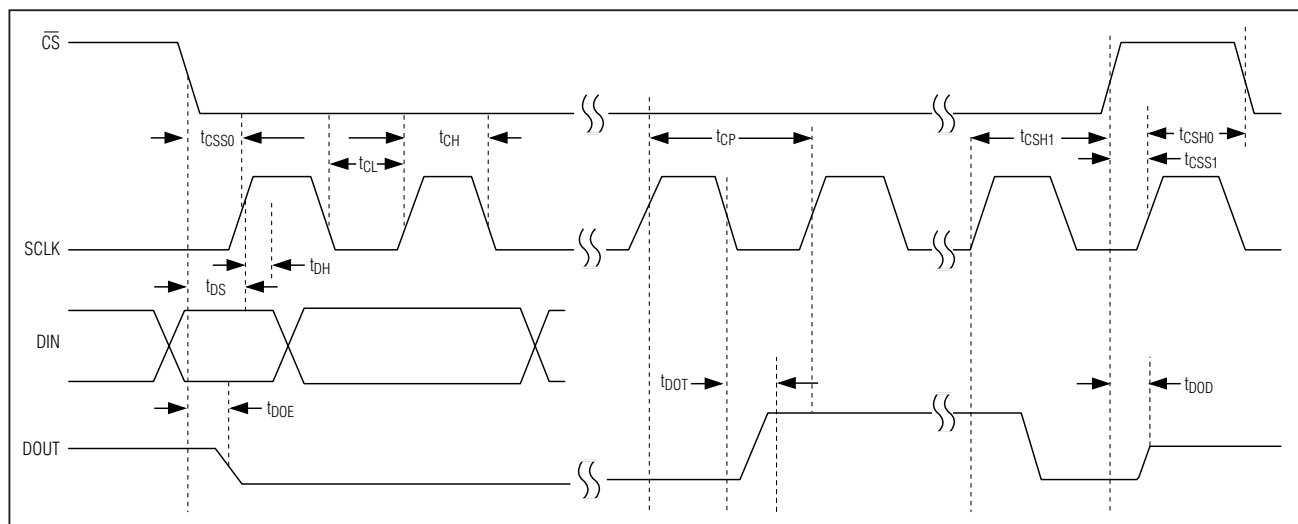 CS
tCSS0
tCL
tCH
tCP
tCSH1
tCSH0
tCSS1
SCLK
tDH
tDS
DIN
tDOE
tDOT
tDOD
DOUT